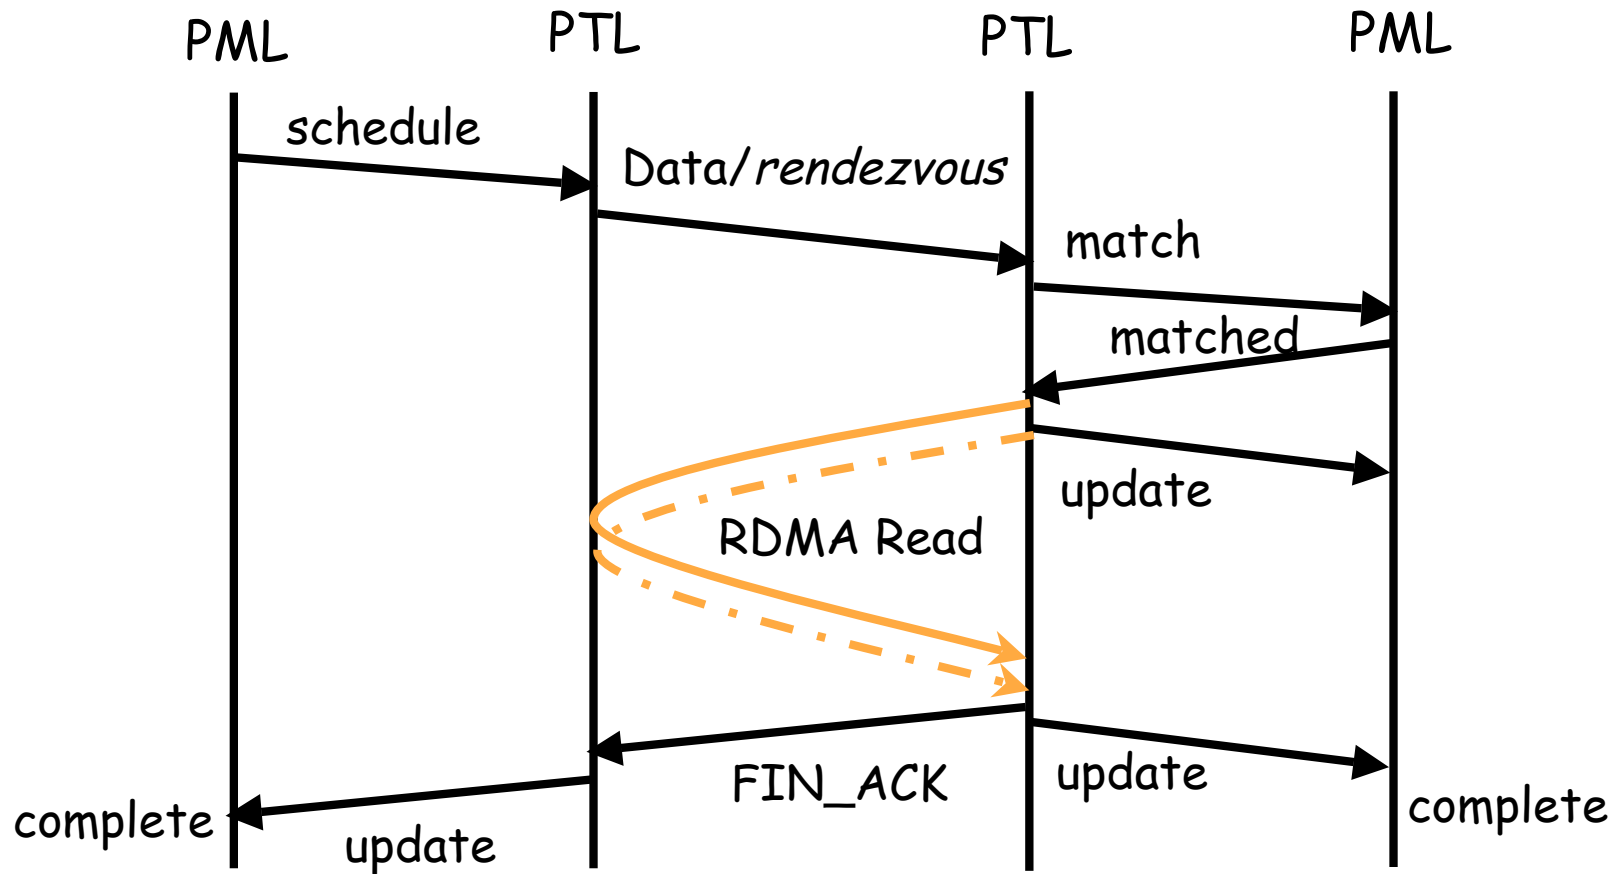 PML
PTL
PTL
PML
schedule
Data/rendezvous
match
matched
update
RDMA Read
FIN_ACK
update
complete
update
complete